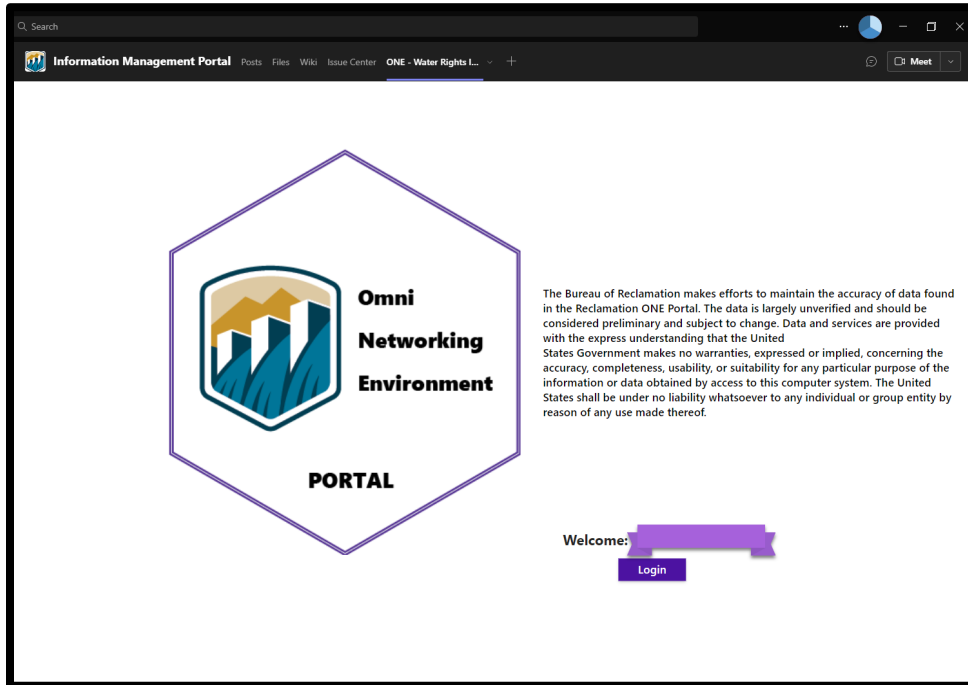 Search
Information Management Portal Posts Files Wiki Issue Center ONE - Water Rights I... Meet
Omni
Networking
Environment
PORTAL
The Bureau of Reclamation makes efforts to maintain the accuracy of data found
in the Reclamation ONE Portal. The data is largely unverified and should be
considered preliminary and subject to change. Data and services are provided
with the express understanding that the United
States Government makes no warranties, expressed or implied, concerning the
accuracy, completeness, usability, or suitability for any particular purpose of the
information or data obtained by access to this computer system. The United
States shall be under no liability whatsoever to any individual or group entity by
reason of any use made thereof.
Welcome:
Login